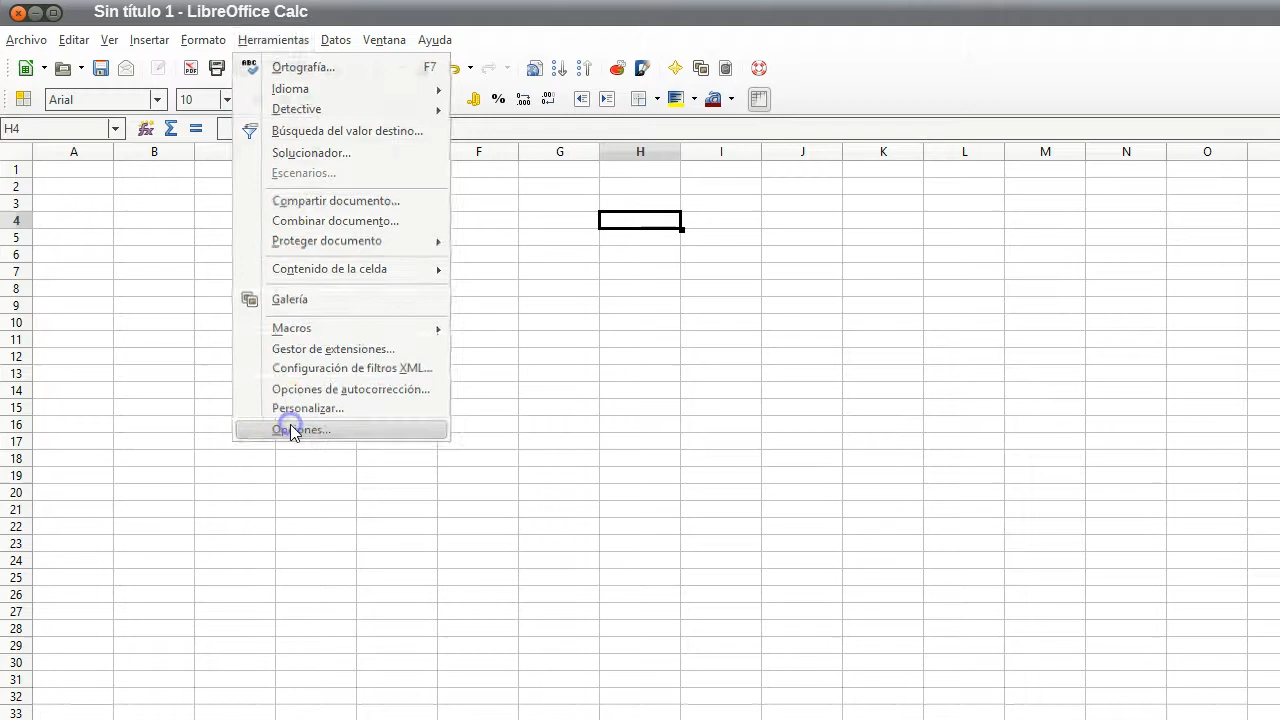 Sin título 1 - LibreOffice Calc
Archivo Editar Ver Insertar Formato Herramientas Datos Ventana Ayuda
Arial 10
H4
A B F G H I J K L M N O
ABC Ortografía... F7
Idioma
Detective
Búsqueda del valor destino...
Solucionador...
Escenarios...
Compartir documento...
Combinar documento...
Proteger documento
Contenido de la celda
Galería
Macros
Gestor de extensiones...
Configuración de filtros XML...
Opciones de autocorrección...
Personalizar...
Opciones...
1
2
3
4
5
6
7
8
9
10
11
12
13
14
15
16
17
18
19
20
21
22
23
24
25
26
27
28
29
30
31
32
33